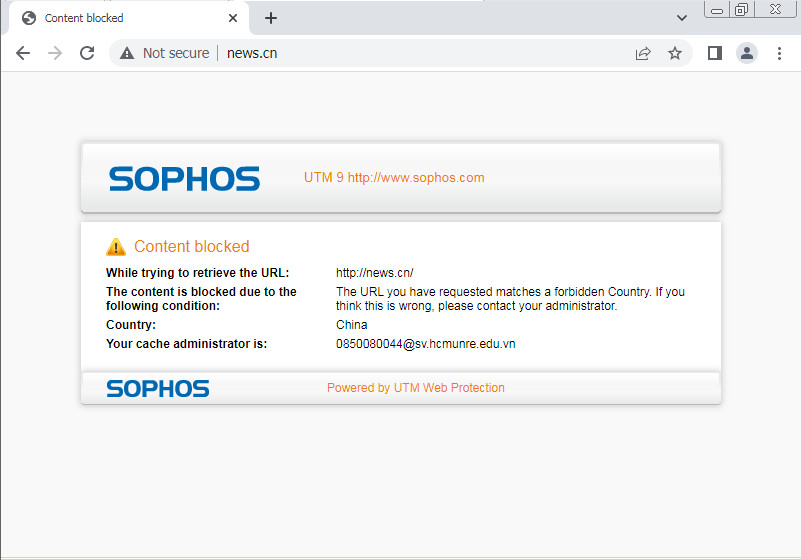 Content blocked
Not secure
news.cn
SOPHOS
UTM 9 http://www.sophos.com
Content blocked
While trying to retrieve the URL: http://news.cn/
The content is blocked due to the following condition: The URL you have requested matches a forbidden Country. If you think this is wrong, please contact your administrator.
Country: China
Your cache administrator is: 0850080044@sv.hcmunre.edu.vn
SOPHOS
Powered by UTM Web Protection